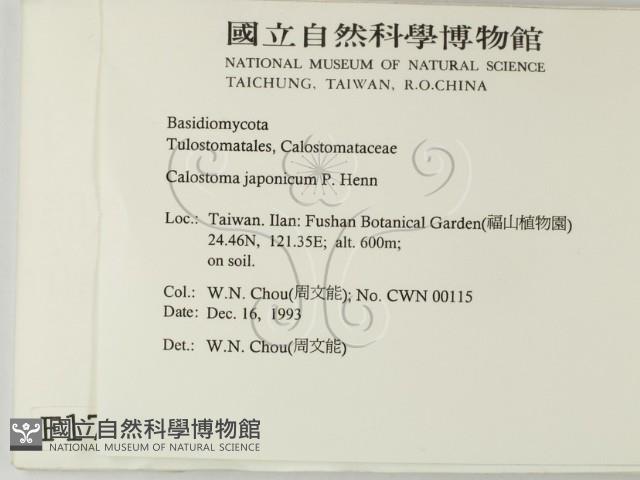 國立自然科學博物館
NATIONAL MUSEUM OF NATURAL SCIENCE
TAICHUNG, TAIWAN, R.O.CHINA
Basidiomycota
Tulostomatales, Calostomataceae
Calostoma japonicum P. Henn
Loc.: Taiwan. Ilan: Fushan Botanical Garden(福山植物園)
24.46N, 121.35E; alt. 600m;
on soil.
Col.: W.N. Chou(周文能); No. CWN 00115
Date: Dec. 16, 1993
Det.: W.N. Chou(周文能)
國立自然科學博物館
NATIONAL MUSEUM OF NATURAL SCIENCE